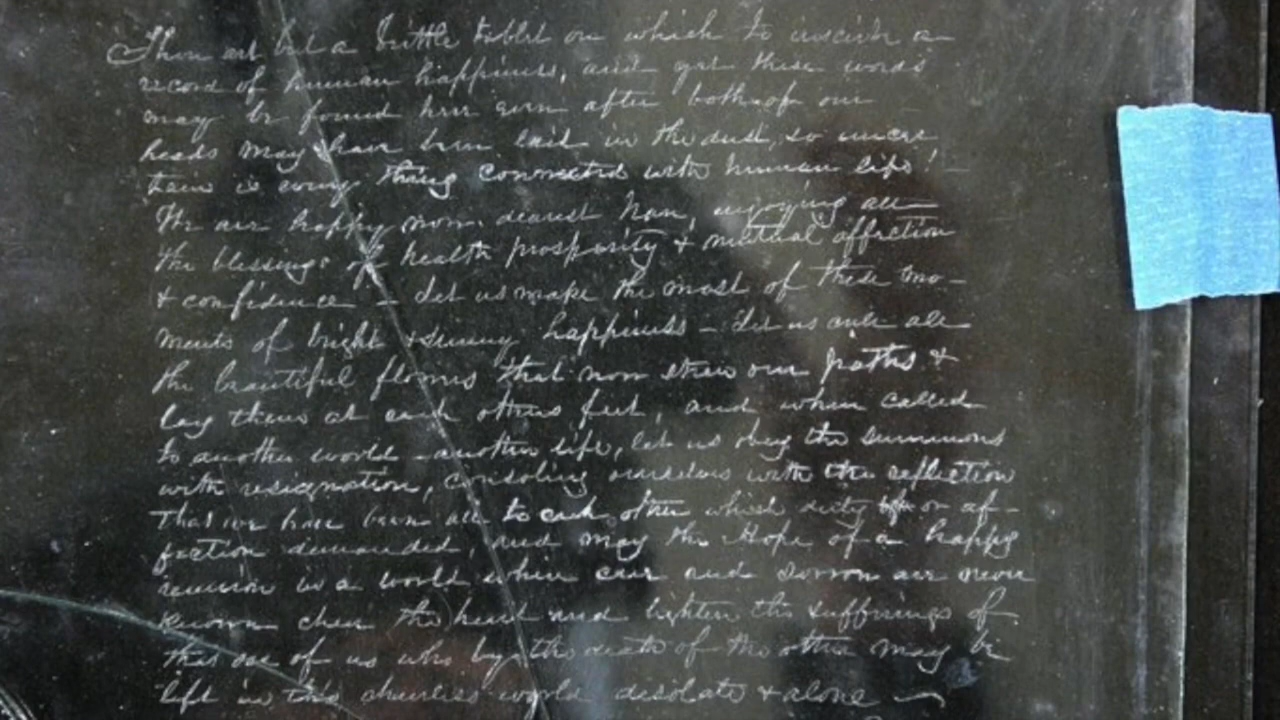 Thou art but a brittle tablet on which to inscribe a
record of human happiness, and yet these words
may be found here even after both of our
heads may have been laid in the dust, so uncer
tain is every thing connected with human life! –
We are happy now, dearest Nan, enjoying all
the blessings of health prosperity & mutual affection
& confidence – Let us make the most of these mo-
ments of bright & sunny happiness – Let us cull all
the beautiful flowers that now strew our paths &
lay them at each others feet, and when called
to another world – another life, let us obey the summons
with resignation, consoling ourselves with the reflection
that we have been all to each other which duty or af-
fection demanded, and may the Hope of a happy
reunion in a world where care and sorrow are never
known cheer the heart and lighten the sufferings of
that one of us who by the death of the other may be
left in this cheerless world desolate & alone –